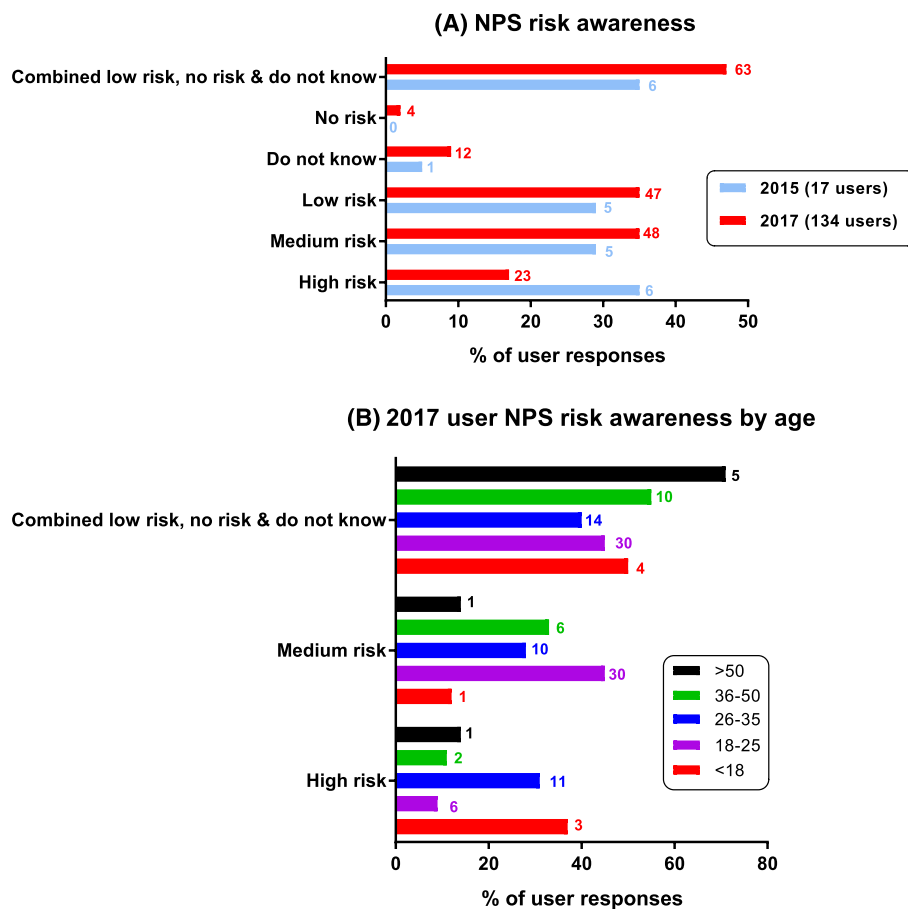 (A) NPS risk awareness
Combined low risk, no risk & do not know
63
6
No risk
4
0
Do not know
12
1
Low risk
47
5
Medium risk
48
5
High risk
23
6
2015 (17 users)
2017 (134 users)
0 10 20 30 40 50
% of user responses
(B) 2017 user NPS risk awareness by age
Combined low risk, no risk & do not know
5
10
14
30
4
Medium risk
1
6
10
30
1
High risk
1
2
11
6
3
>50
36-50
26-35
18-25
<18
0 20 40 60 80
% of user responses